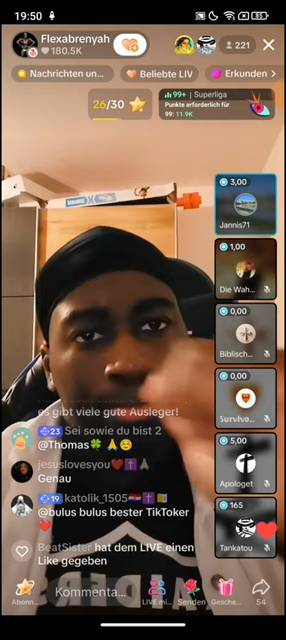 19:50
85
Flexabrenyah
180.5K
221
Nachrichten un...
Beliebte LIV
Erkunden
26/30
99+ | Superliga
Punkte erforderlich für
99: 11.9K
3,00
Jannis71
1,00
Die Wah...
0,00
Biblisch...
0,00
Survivo...
5,00
Apologet
165
Tankatou
es gibt viele gute Ausleger!
23 Sei sowie du bist 2
@Thomas🍀 🙏☺️
jesuslovesyou❤️✝️🙏
Genau
19 katolik_1505🇭🇷✝️🇻🇦
@bulus bulus bester TikToker
❤️
BeatSister hat dem LIVE einen
Like gegeben
Abonn...
Kommenta...
LIVE mi...
Senden
Gesche...
54